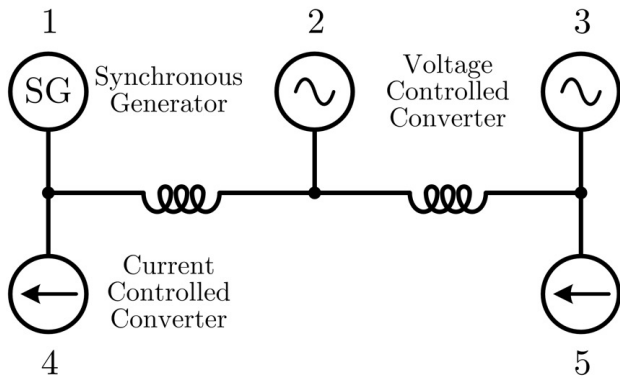 1
2
3
SG
Synchronous
Generator
Voltage
Controlled
Converter
Current
Controlled
Converter
4
5